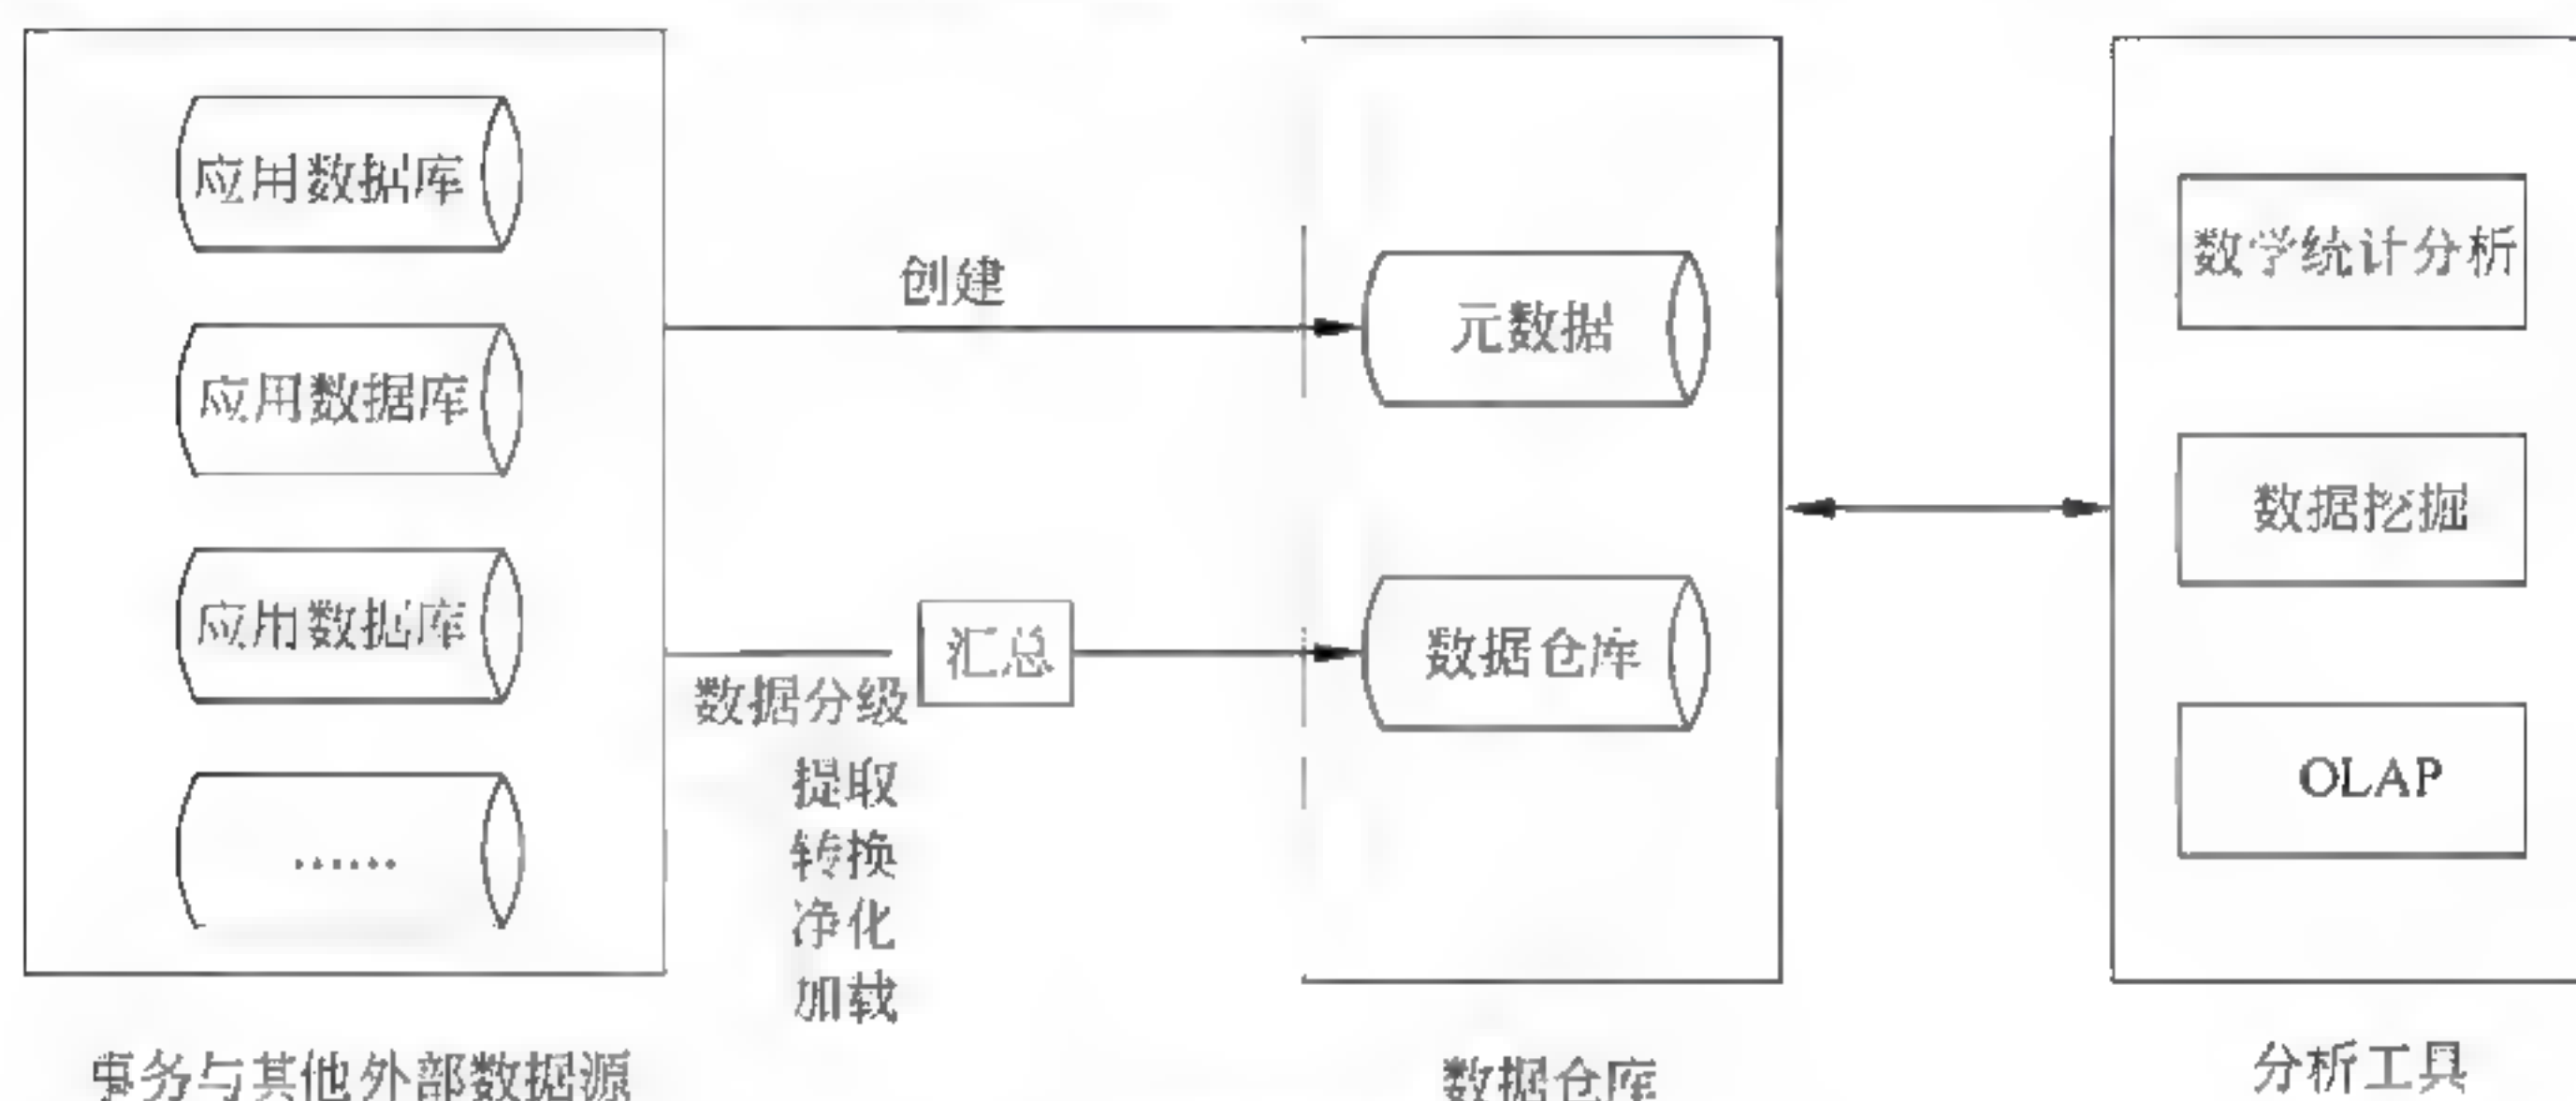 应用数据库
应用数据库
应用数据库
……
事务与其他外部数据源
创建
汇总
数据分级
提取
转换
净化
加载
元数据
数据仓库
数据仓库
数学统计分析
数据挖掘
OLAP
分析工具